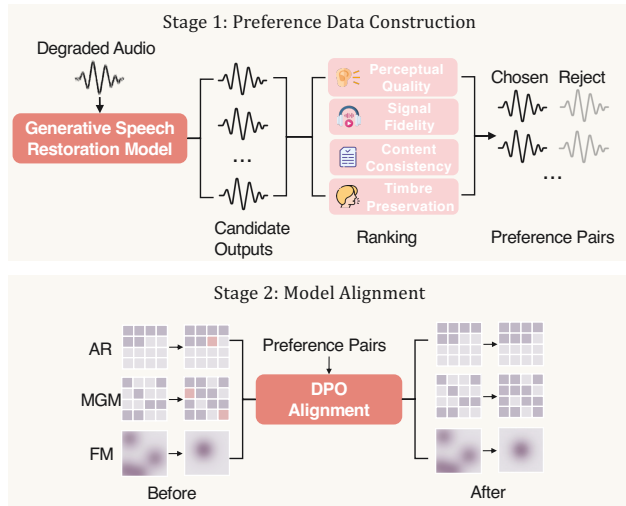 Stage 1: Preference Data Construction
Degraded Audio
Generative Speech
Restoration Model
...
Candidate
Outputs
Perceptual
Quality
Signal
Fidelity
Content
Consistency
Timbre
Preservation
Ranking
Chosen Reject
...
Preference Pairs
Stage 2: Model Alignment
AR
MGM
FM
Before
Preference Pairs
DPO
Alignment
After